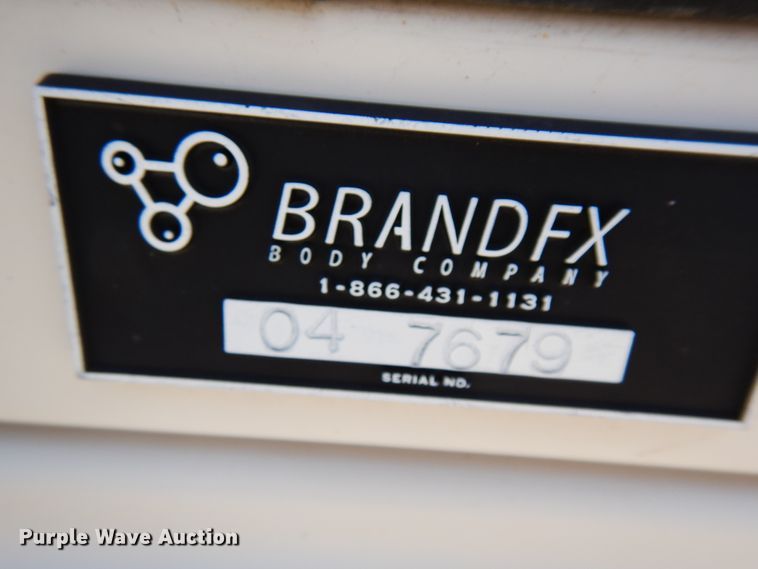 BRANDFX
BODY COMPANY
1-866-431-1131
04 7679
SERIAL NO.
Purple Wave Auction